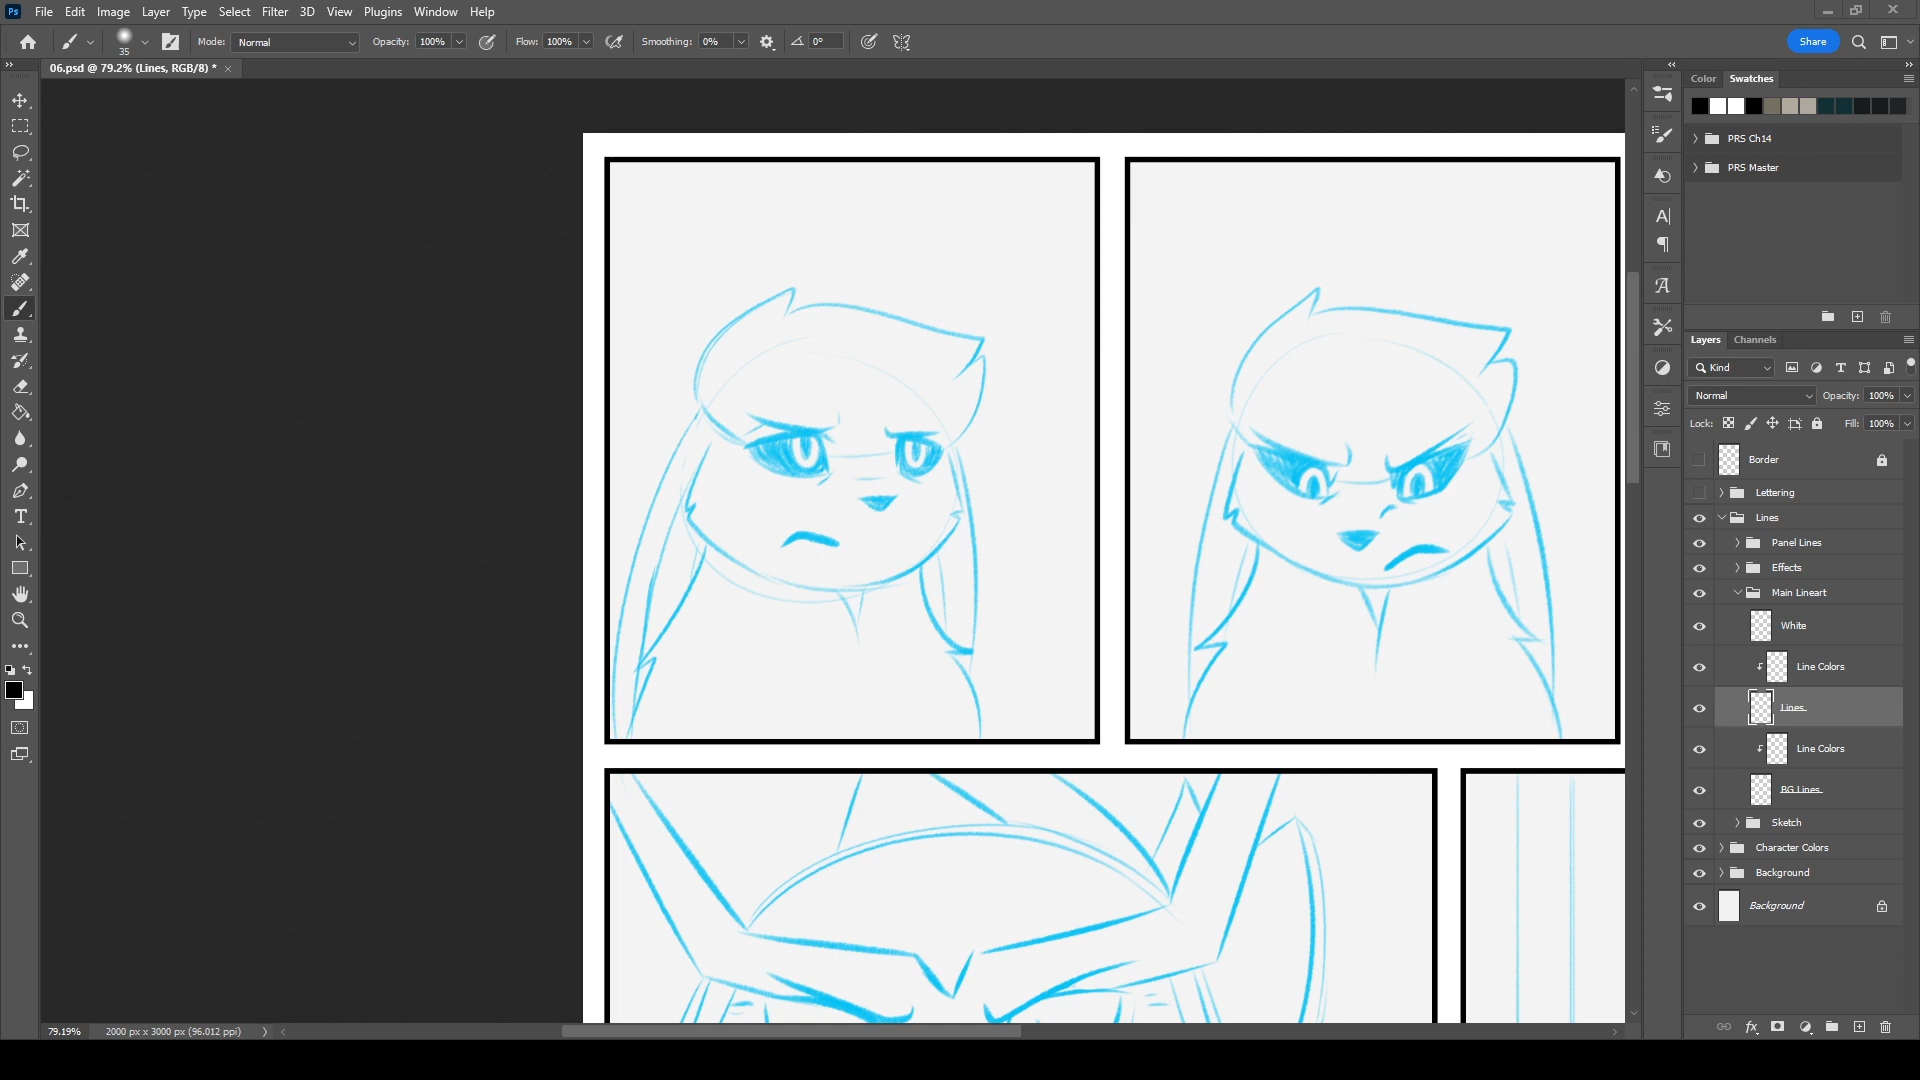 Ps File Edit Image Layer Type Select Filter 3D View Plugins Window Help
35 Mode: Normal Opacity: 100% Flow: 100% Smoothing: 0% 0° Share
06.psd @ 79.2% (Lines, RGB/8) *
Color Swatches
PRS Ch14
PRS Master
Layers Channels
Kind
Normal Opacity: 100%
Lock: Fill: 100%
Border
Lettering
Lines
Panel Lines
Effects
Main Lineart
White
Line Colors
Lines
Line Colors
BG Lines
Sketch
Character Colors
Background
Background
79.19% 2000 px x 3000 px (96.012 ppi)